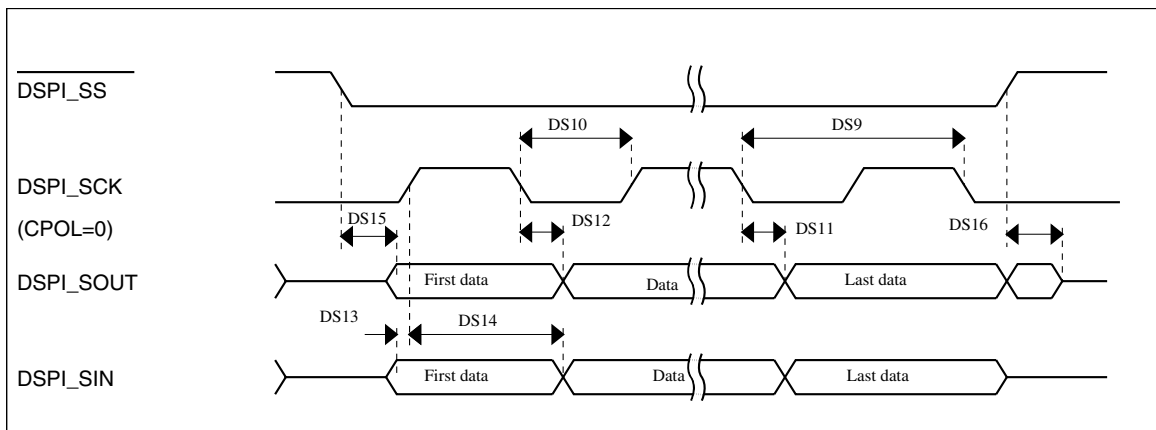 DSPI_SS
DS10
DS9
DSPI_SCK
(CPOL=0)
DS15
DS12
DS11
DS16
DSPI_SOUT
First data
Data
Last data
DS13
DS14
DSPI_SIN
First data
Data
Last data